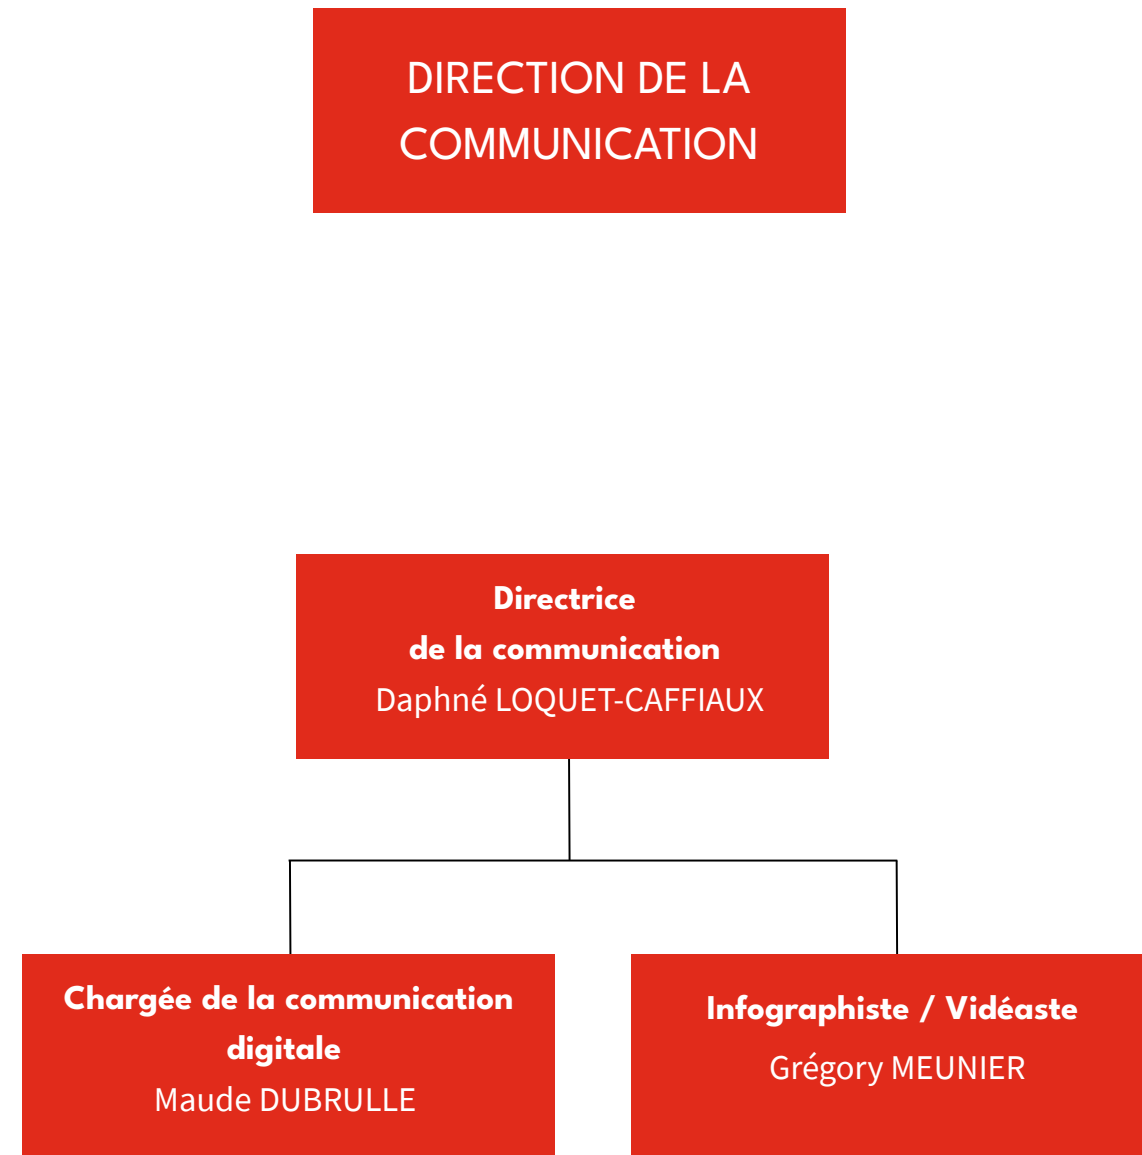 DIRECTION DE LA
COMMUNICATION
Directrice
de la communication
Daphné LOQUET-CAFFIAUX
Chargée de la communication
digitale
Maude DUBRULLE
Infographiste / Vidéaste
Grégory MEUNIER